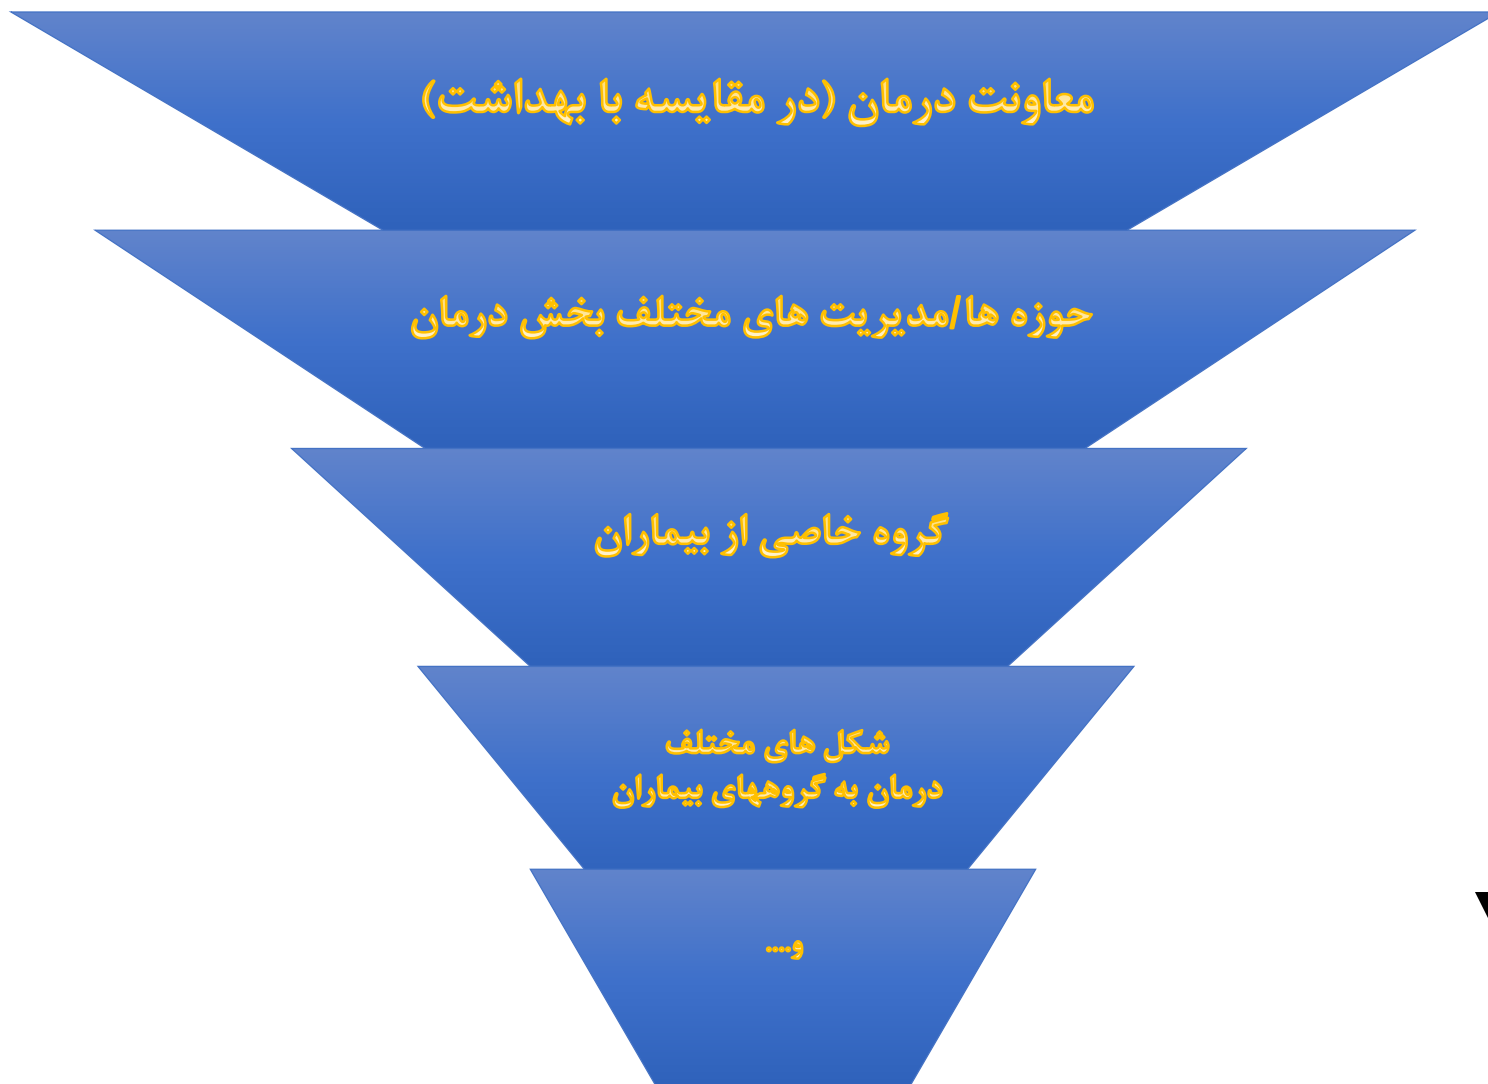 معاونت درمان (در مقایسه با بهداشت)
حوزه ها/مدیریت های مختلف بخش درمان
گروه خاصی از بیماران
شکل های مختلف
درمان به گروههای بیماران
و....